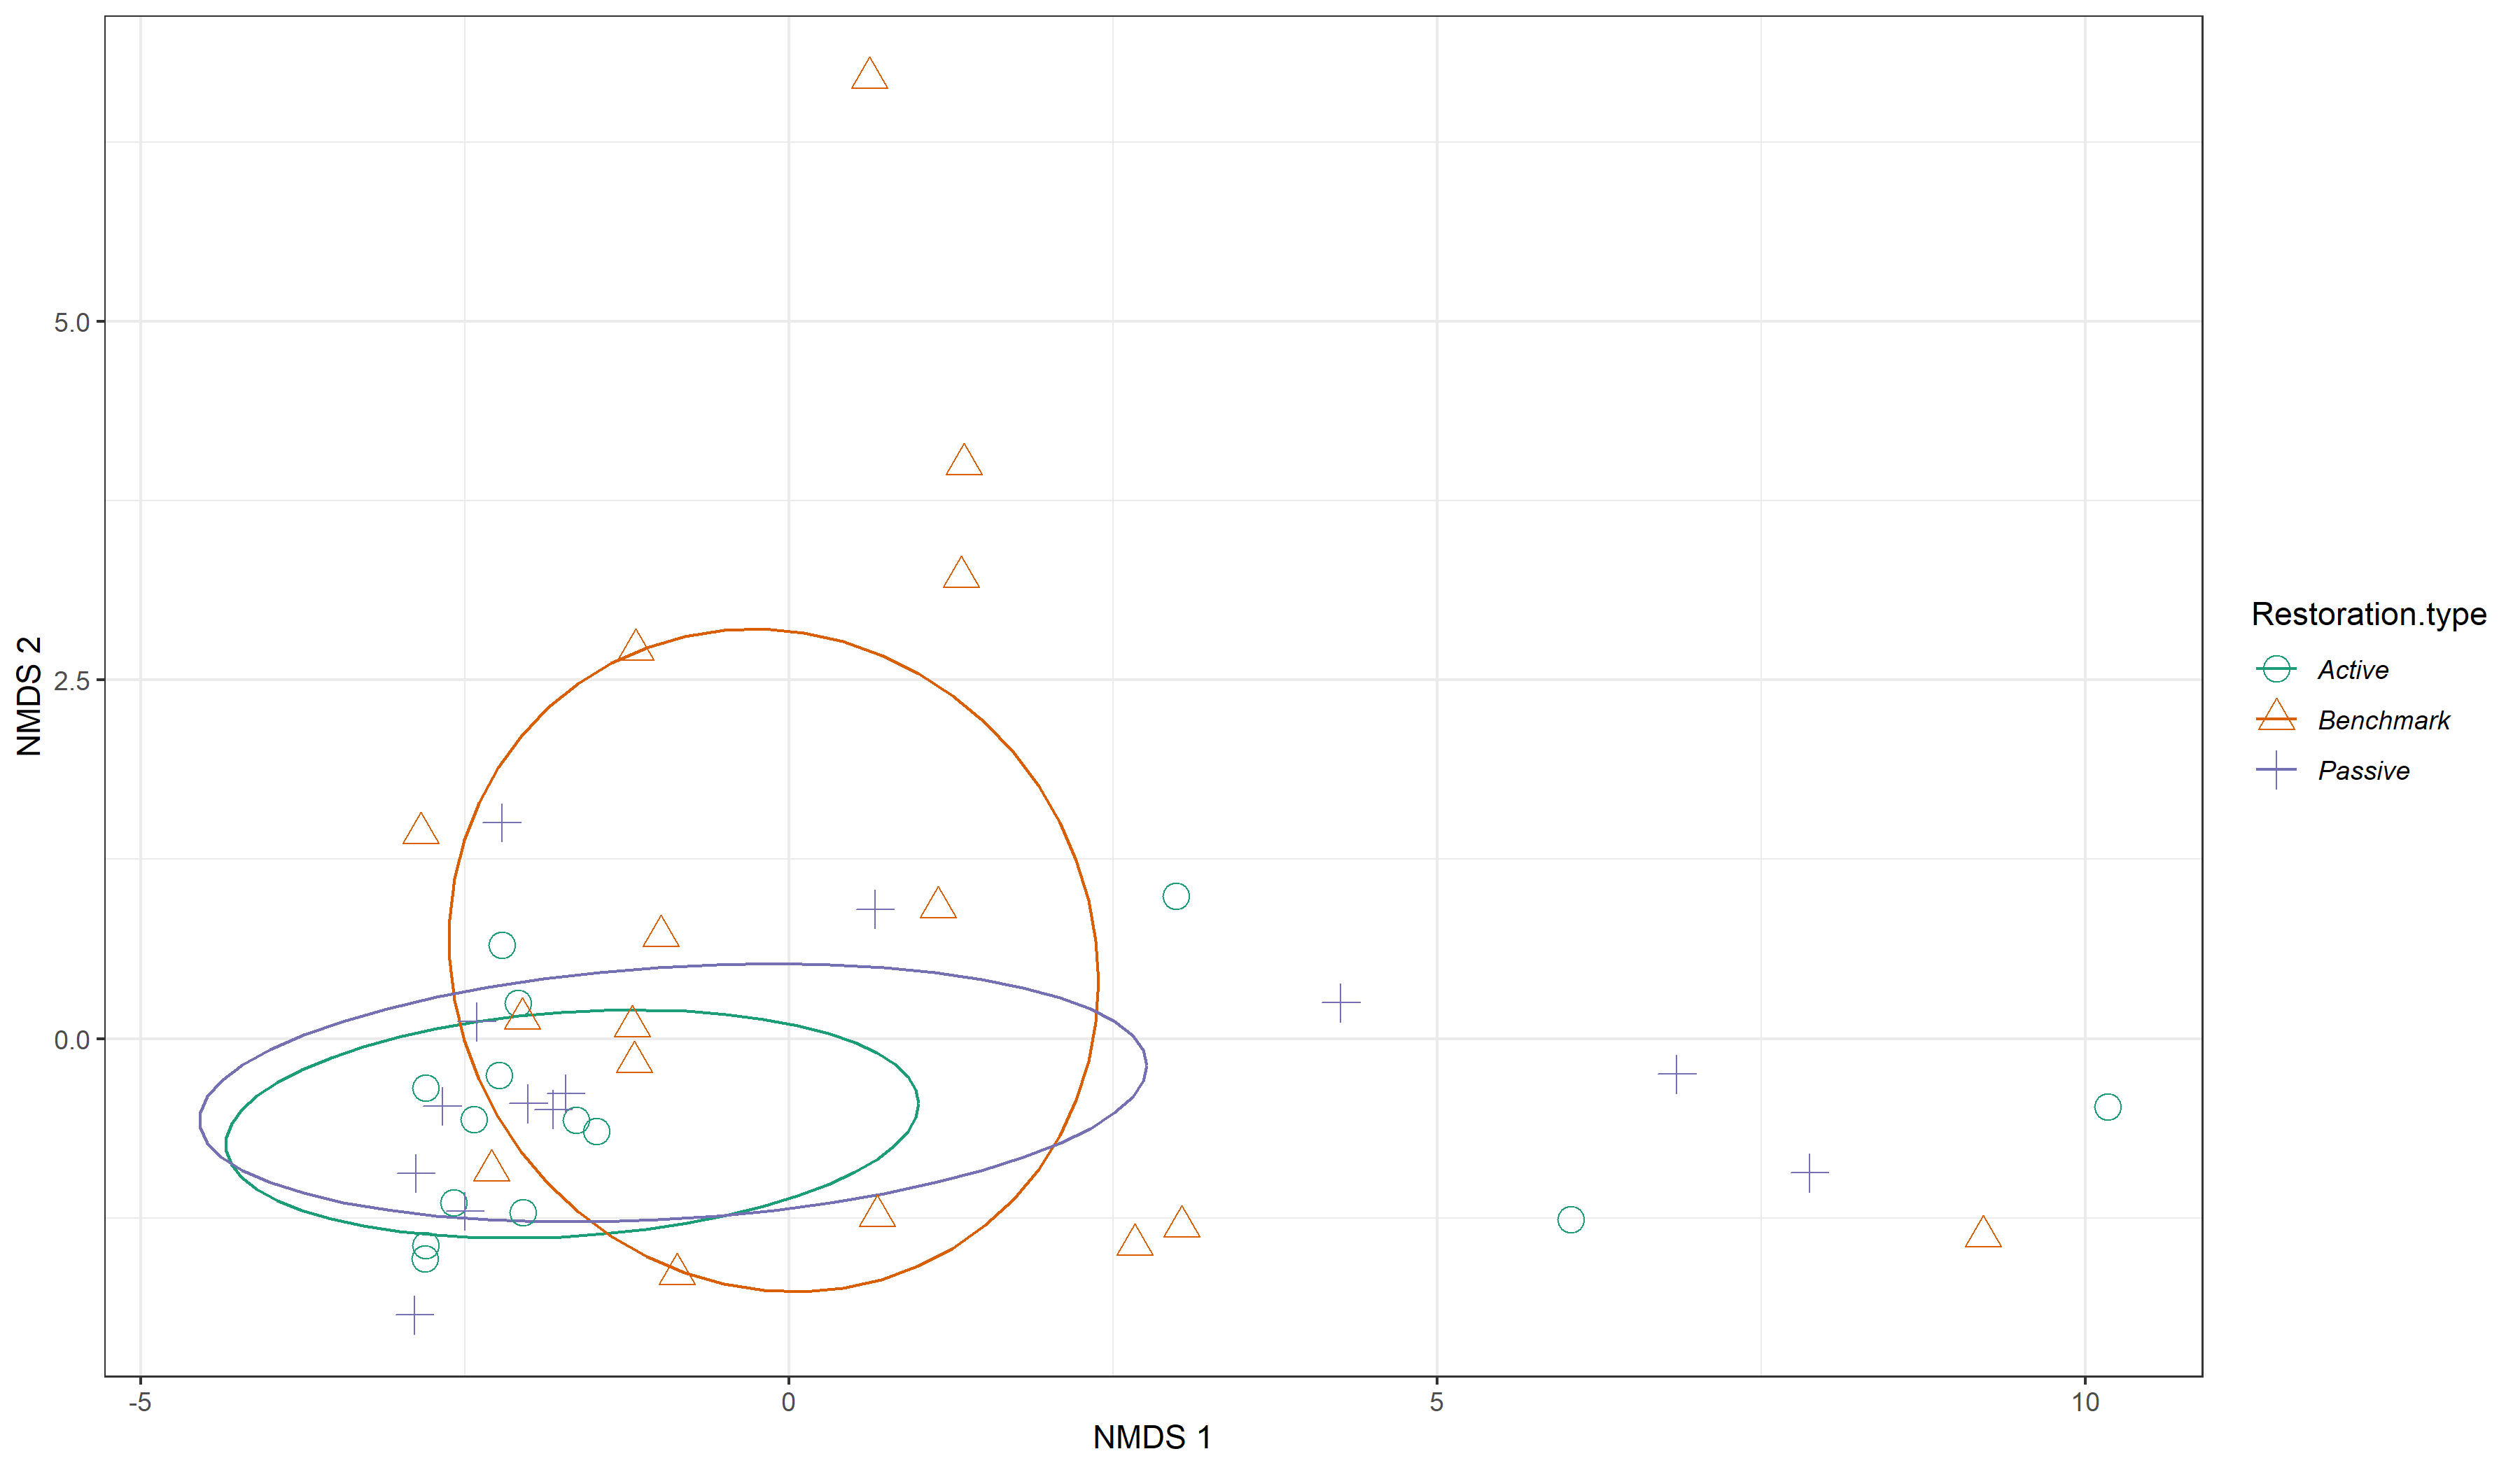 NMDS 2
5.0
2.5
0.0
-5
0
5
10
NMDS 1
Restoration.type
Active
Benchmark
Passive